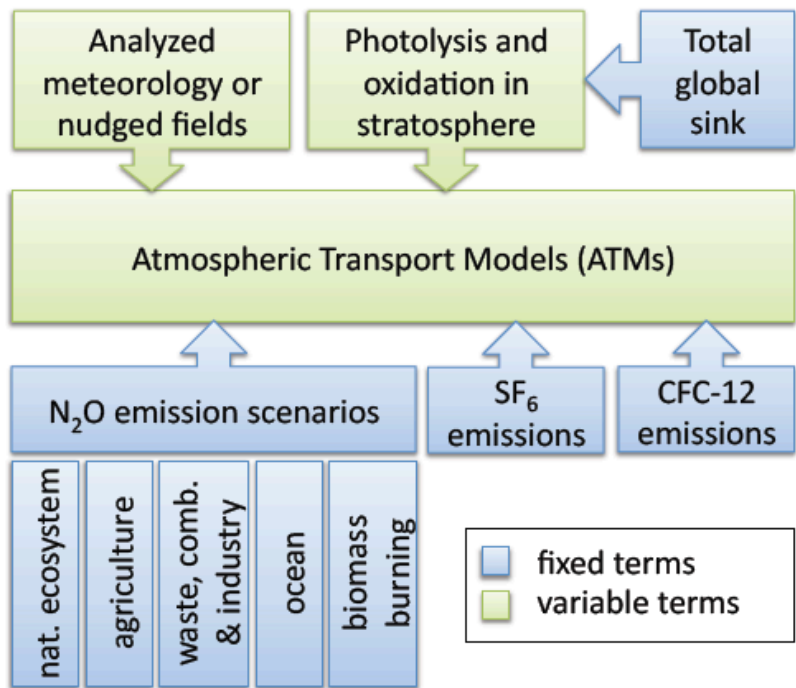 Analyzed
meteorology or
nudged fields
Photolysis and
oxidation in
stratosphere
Total
global
sink
Atmospheric Transport Models (ATMs)
N₂O emission scenarios
SF₆
emissions
CFC-12
emissions
nat. ecosystem
agriculture
waste, comb.
& industry
ocean
biomass
burning
fixed terms
variable terms